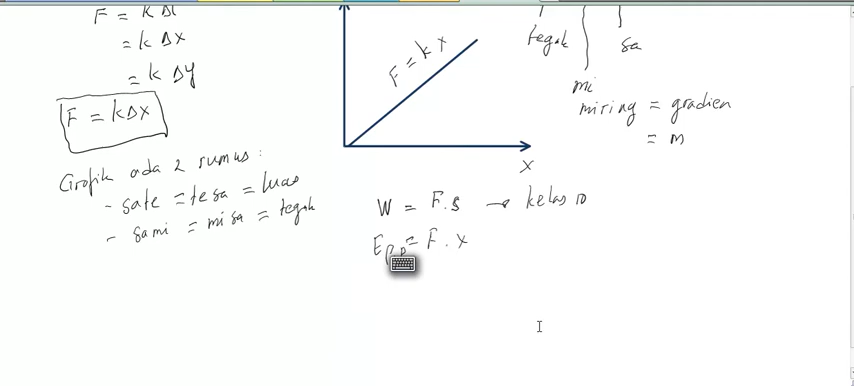 F = k Δl
= k Δx
= k Δy
F = kΔx
Grafik ada 2 rumus :
- sate = tesa = luas
- sami = misa = tegak
F = k x
x
tegak
sa
mi
miring = gradien
= m
W = F.s → kelas 10
= F . x